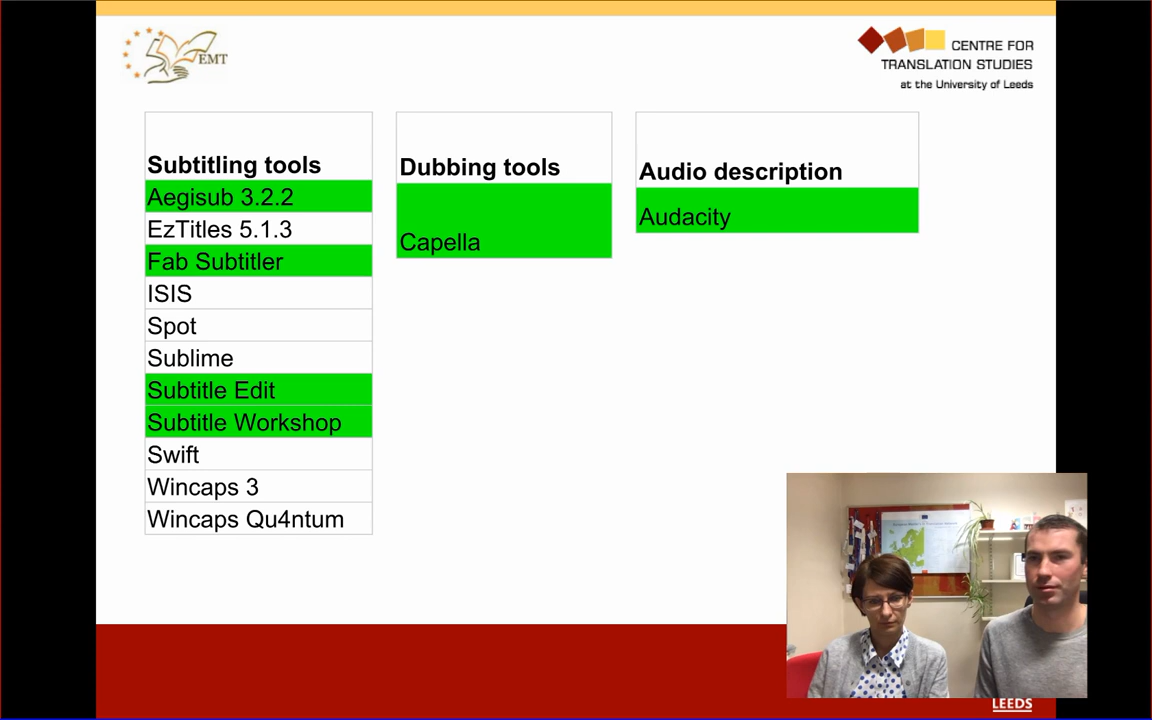 EMT
CENTRE FOR
TRANSLATION STUDIES
at the University of Leeds
Subtitling tools
Aegisub 3.2.2
EzTitles 5.1.3
Fab Subtitler
ISIS
Spot
Sublime
Subtitle Edit
Subtitle Workshop
Swift
Wincaps 3
Wincaps Qu4ntum
Dubbing tools
Capella
Audio description
Audacity
LEEDS